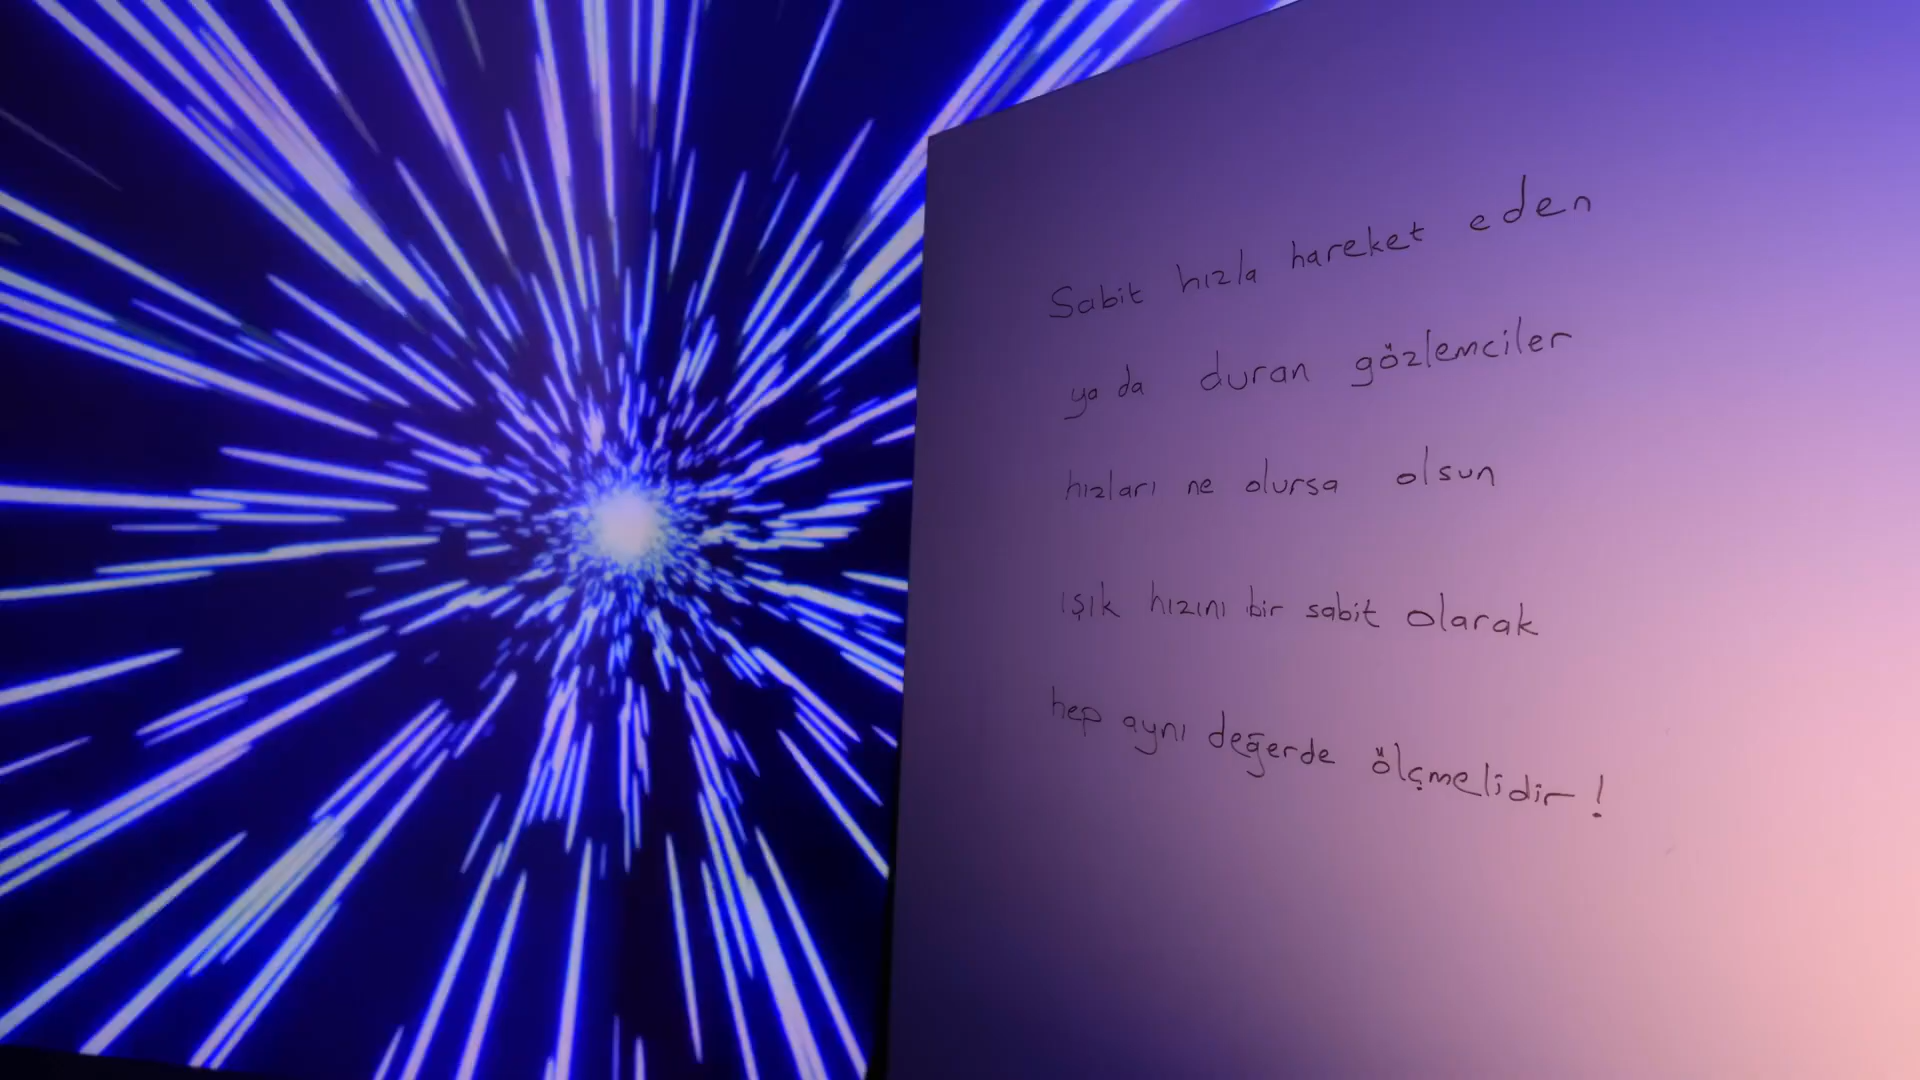 Sabit hızla hareket eden
ya da duran gözlemciler
hızları ne olursa olsun
ışık hızını bir sabit olarak
hep aynı değerde ölçmelidir!